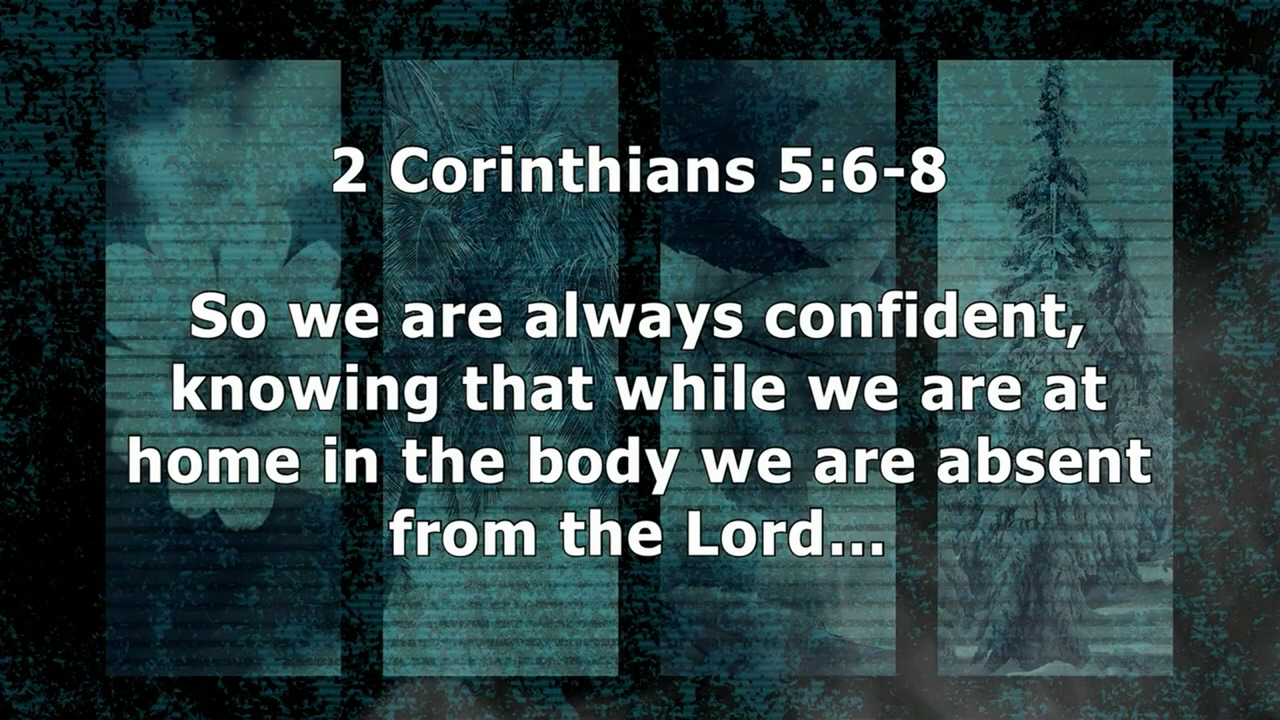 2 Corinthians 5:6-8
So we are always confident,
knowing that while we are at
home in the body we are absent
from the Lord...